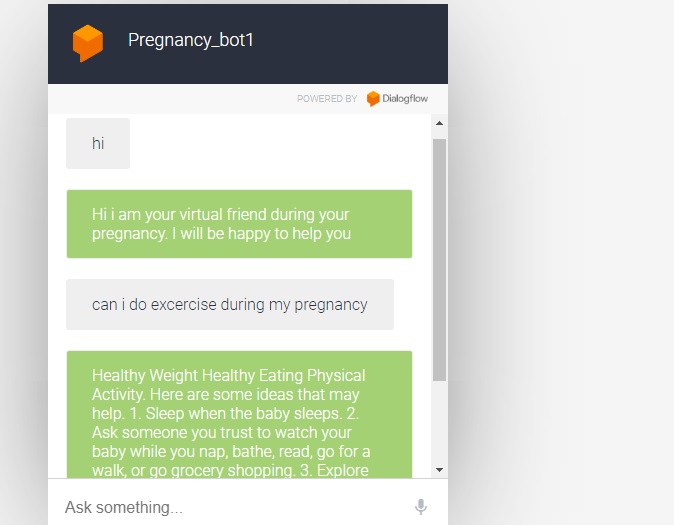 Pregnancy_bot1
POWERED BY Dialogflow
hi
Hi i am your virtual friend during your
pregnancy. I will be happy to help you
can i do excercise during my pregnancy
Healthy Weight Healthy Eating Physical
Activity. Here are some ideas that may
help. 1. Sleep when the baby sleeps. 2.
Ask someone you trust to watch your
baby while you nap, bathe, read, go for a
walk, or go grocery shopping. 3. Explore
Ask something...